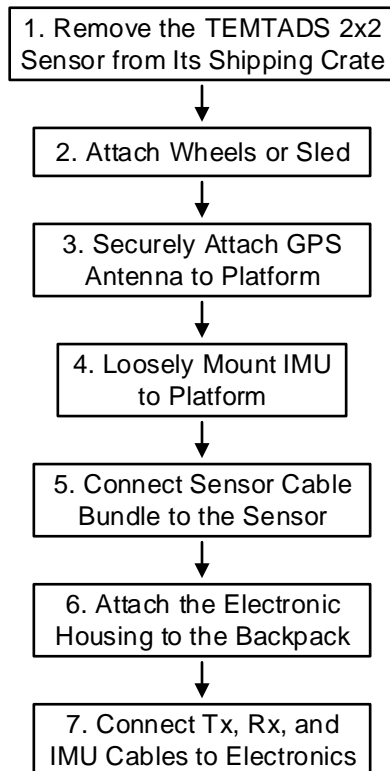 1. Remove the TEMTADS 2x2
Sensor from Its Shipping Crate
2. Attach Wheels or Sled
3. Securely Attach GPS
Antenna to Platform
4. Loosely Mount IMU
to Platform
5. Connect Sensor Cable
Bundle to the Sensor
6. Attach the Electronic
Housing to the Backpack
7. Connect Tx, Rx, and
IMU Cables to Electronics